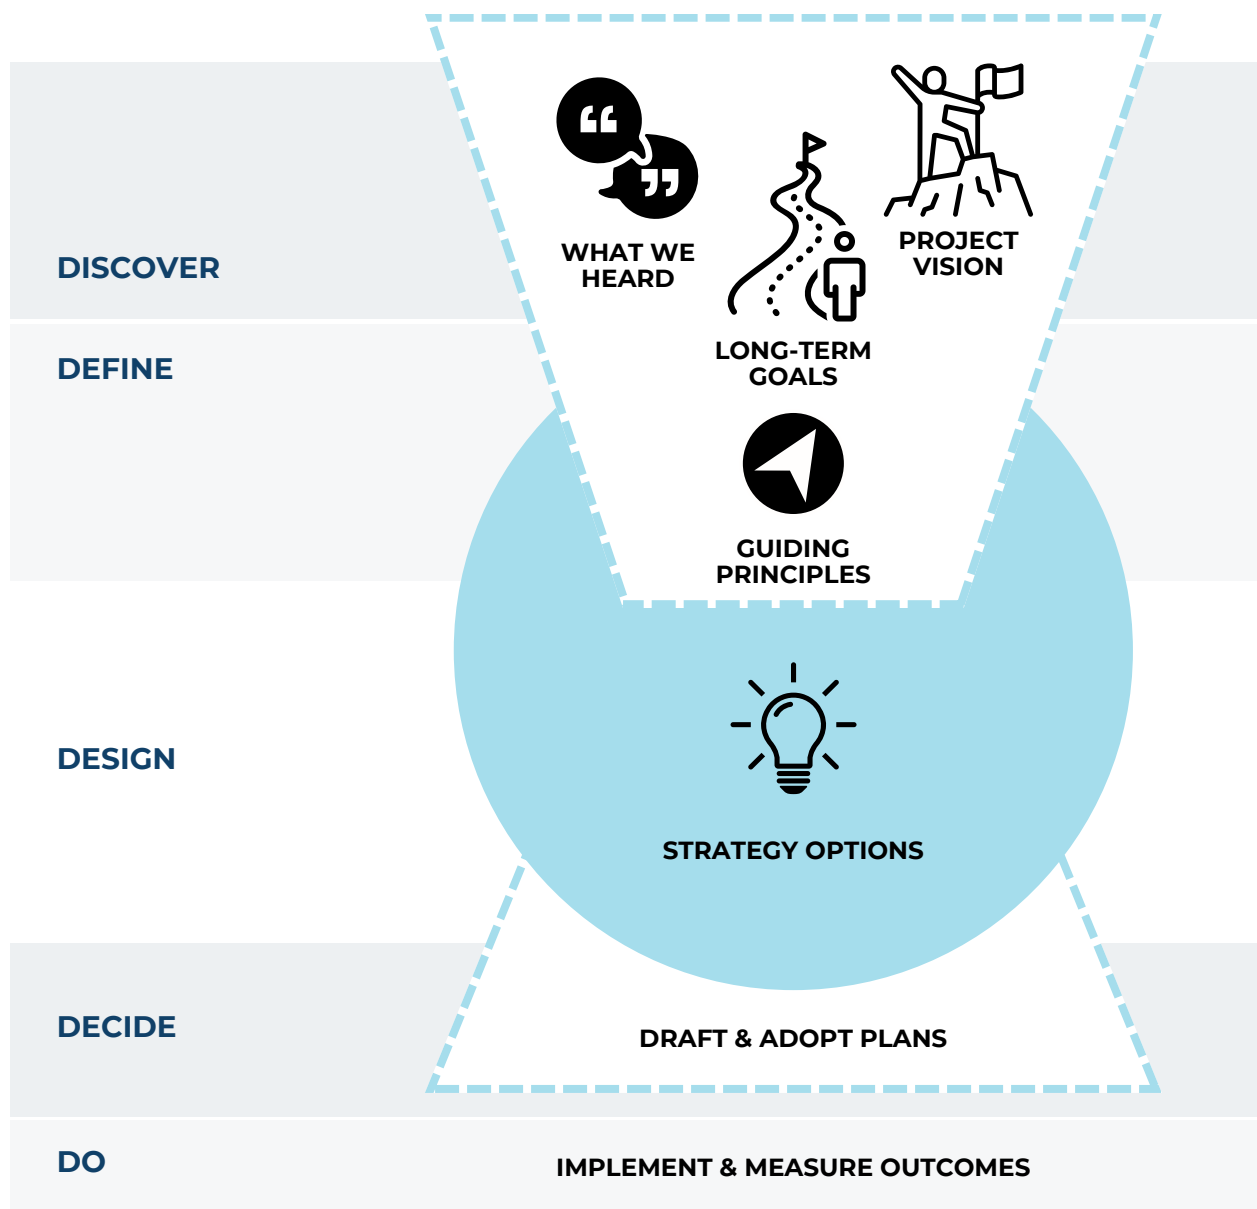 DISCOVER
WHAT WE
HEARD
PROJECT
VISION
DEFINE
LONG-TERM
GOALS
GUIDING
PRINCIPLES
DESIGN
STRATEGY OPTIONS
DECIDE
DRAFT & ADOPT PLANS
DO
IMPLEMENT & MEASURE OUTCOMES